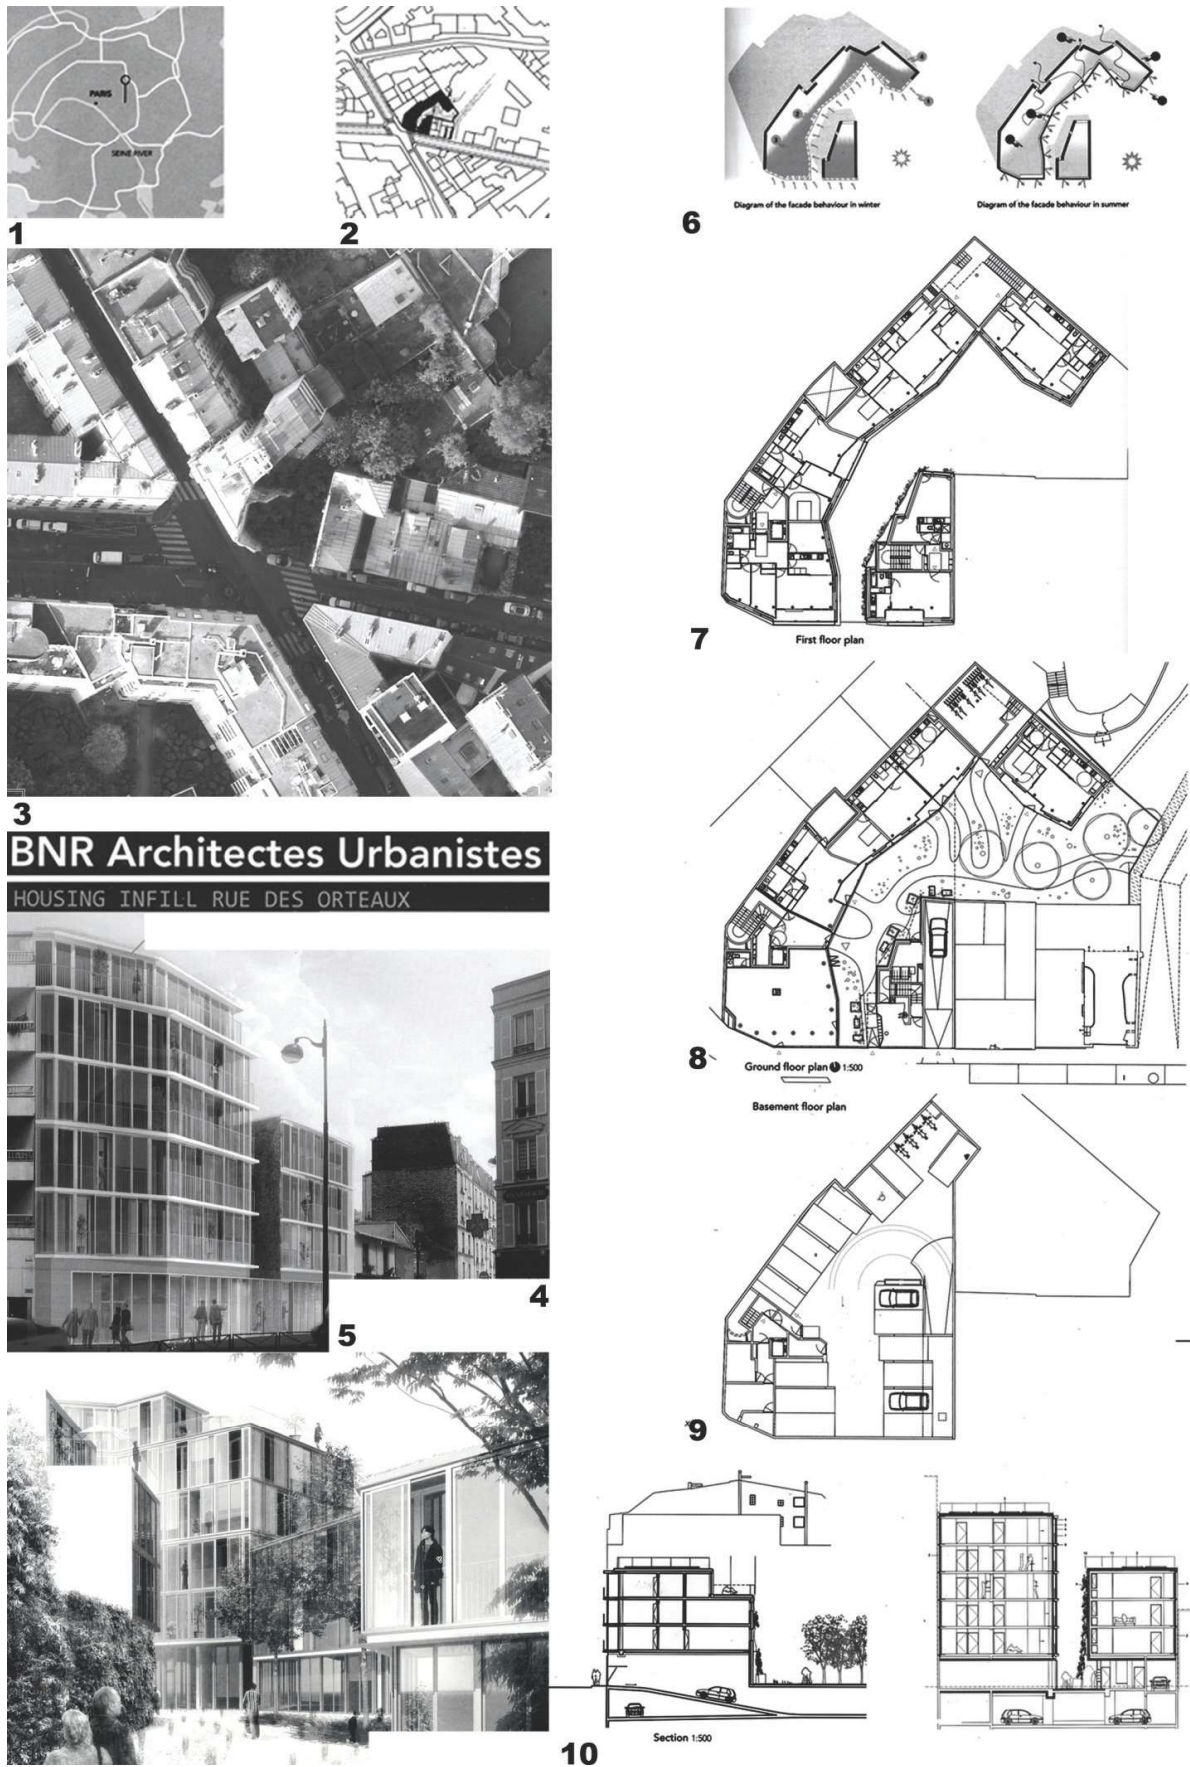 PARIS
SEINE RIVER
1
2
3
BNR Architectes Urbanistes
HOUSING INFILL RUE DES ORTEAUX
4
5
Diagram of the facade behaviour in winter
Diagram of the facade behaviour in summer
6
First floor plan
7
Ground floor plan 1:500
8
Basement floor plan
9
Section 1:500
10